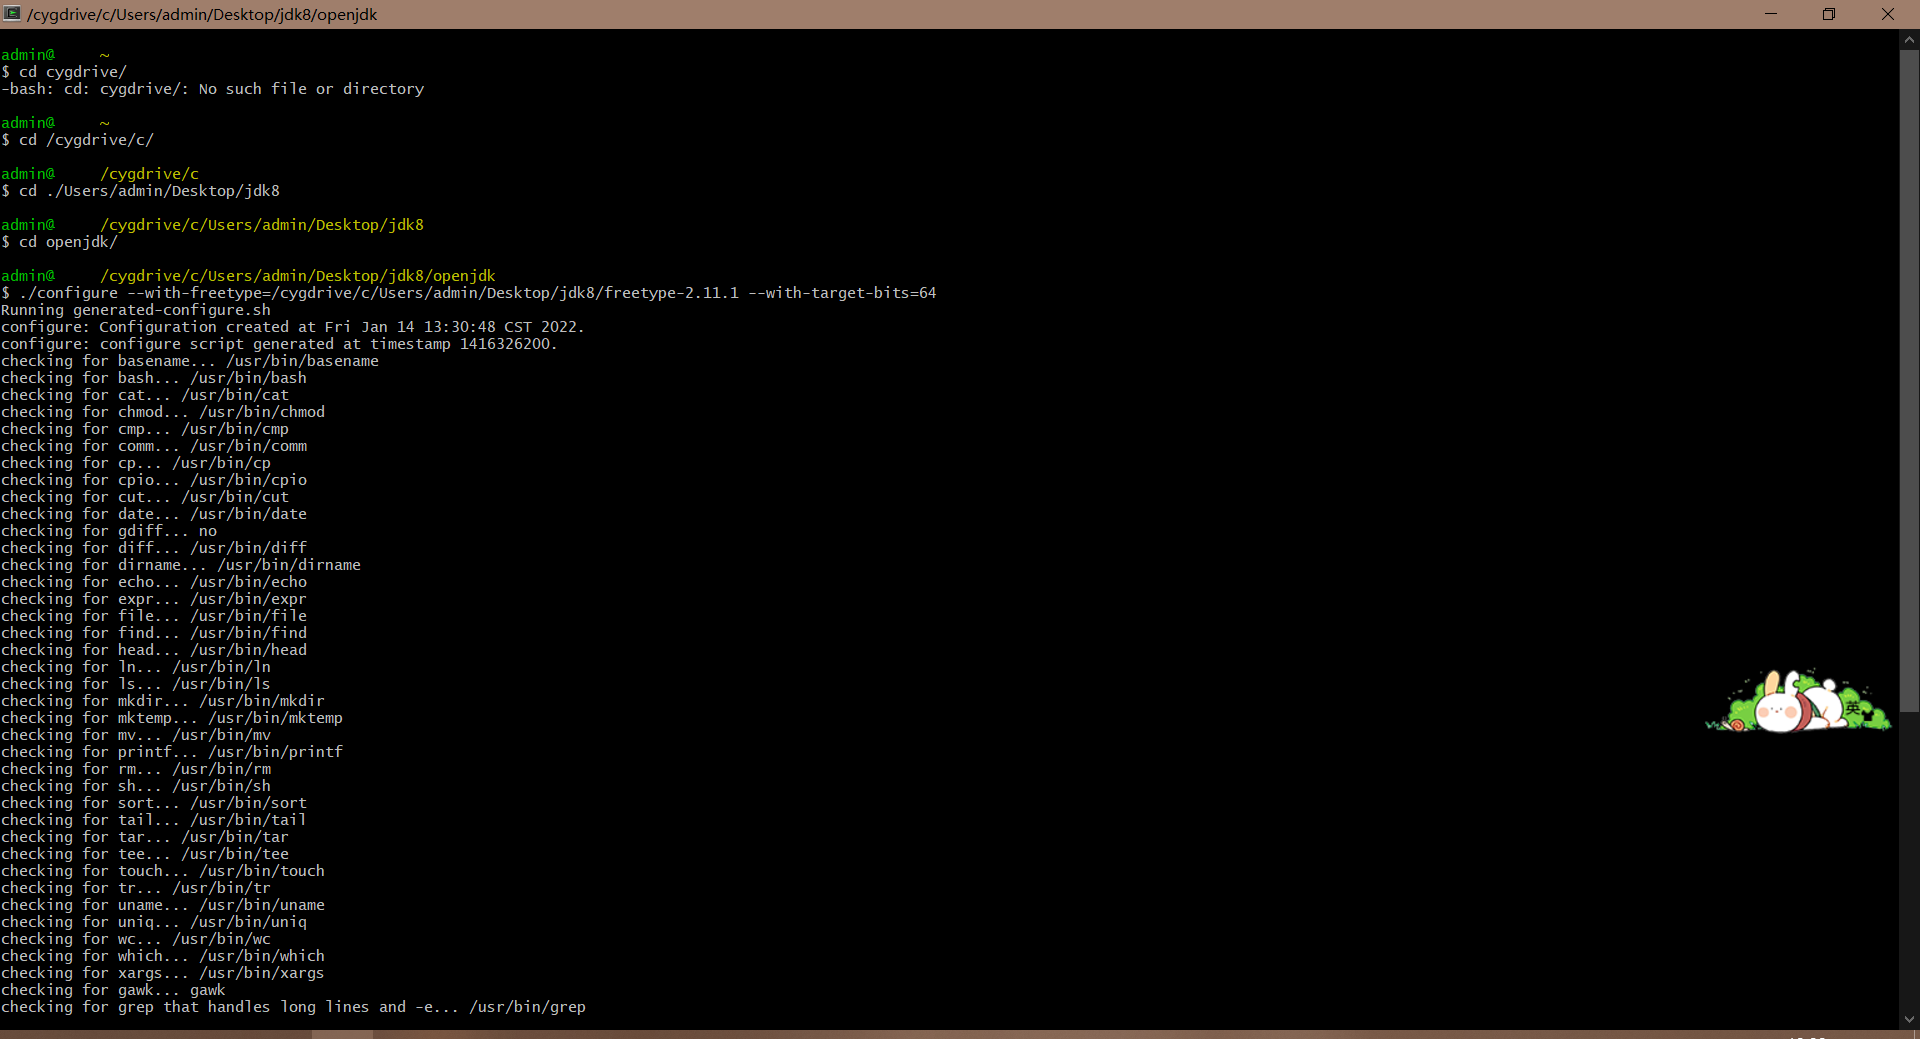 /cygdrive/c/Users/admin/Desktop/jdk8/openjdk
admin@ ~
$ cd cygdrive/
-bash: cd: cygdrive/: No such file or directory
admin@ ~
$ cd /cygdrive/c/
admin@ /cygdrive/c
$ cd ./Users/admin/Desktop/jdk8
admin@ /cygdrive/c/Users/admin/Desktop/jdk8
$ cd openjdk/
admin@ /cygdrive/c/Users/admin/Desktop/jdk8/openjdk
$ ./configure --with-freetype=/cygdrive/c/Users/admin/Desktop/jdk8/freetype-2.11.1 --with-target-bits=64
Running generated-configure.sh
configure: Configuration created at Fri Jan 14 13:30:48 CST 2022.
configure: configure script generated at timestamp 1416326200.
checking for basename... /usr/bin/basename
checking for bash... /usr/bin/bash
checking for cat... /usr/bin/cat
checking for chmod... /usr/bin/chmod
checking for cmp... /usr/bin/cmp
checking for comm... /usr/bin/comm
checking for cp... /usr/bin/cp
checking for cpio... /usr/bin/cpio
checking for cut... /usr/bin/cut
checking for date... /usr/bin/date
checking for gdiff... no
checking for diff... /usr/bin/diff
checking for dirname... /usr/bin/dirname
checking for echo... /usr/bin/echo
checking for expr... /usr/bin/expr
checking for file... /usr/bin/file
checking for find... /usr/bin/find
checking for head... /usr/bin/head
checking for ln... /usr/bin/ln
checking for ls... /usr/bin/ls
checking for mkdir... /usr/bin/mkdir
checking for mktemp... /usr/bin/mktemp
checking for mv... /usr/bin/mv
checking for printf... /usr/bin/printf
checking for rm... /usr/bin/rm
checking for sh... /usr/bin/sh
checking for sort... /usr/bin/sort
checking for tail... /usr/bin/tail
checking for tar... /usr/bin/tar
checking for tee... /usr/bin/tee
checking for touch... /usr/bin/touch
checking for tr... /usr/bin/tr
checking for uname... /usr/bin/uname
checking for uniq... /usr/bin/uniq
checking for wc... /usr/bin/wc
checking for which... /usr/bin/which
checking for xargs... /usr/bin/xargs
checking for gawk... gawk
checking for grep that handles long lines and -e... /usr/bin/grep
英